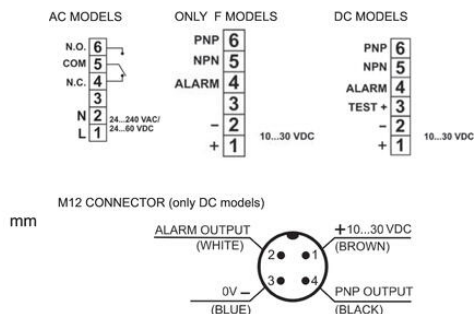 AC MODELS
ONLY F MODELS
DC MODELS
N.O. 6
COM 5
N.C. 4
3
N 2 24...240 VAC/
L 1 24...60 VDC
PNP 6
NPN 5
ALARM 4
3
− 2
+ 1
10...30 VDC
PNP 6
NPN 5
ALARM 4
TEST + 3
− 2
+ 1
10...30 VDC
M12 CONNECTOR (only DC models)
mm
ALARM OUTPUT
(WHITE)
+ 10...30 VDC
(BROWN)
2 1
3 4
0V −
(BLUE)
PNP OUTPUT
(BLACK)